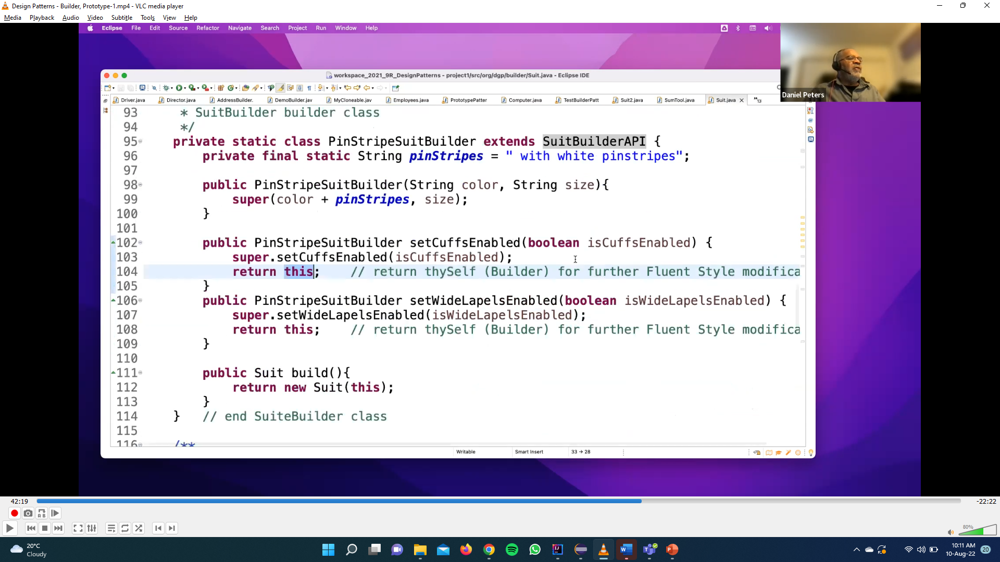 Design Patterns - Builder, Prototype-1.mp4 - VLC media player
Media Playback Audio Video Subtitle Tools View Help
Eclipse File Edit Source Refactor Navigate Search Project Run Window Help
workspace_2021_9R_DesignPatterns - project1/src/org/dgp/builder/Suit.java - Eclipse IDE
Daniel Peters
Driver.java Director.java AddressBuilder. DemoBuilder.jav MyCloneable.jav Employees.java PrototypePatter Computer.java TestBuilderPatt Suit2.java SumTool.java Suit.java »13
93 * SuitBuilder builder class
94 */
95 private static class PinStripeSuitBuilder extends SuitBuilderAPI {
96 private final static String pinStripes = " with white pinstripes";
97
98 public PinStripeSuitBuilder(String color, String size){
99 super(color + pinStripes, size);
100 }
101
102 public PinStripeSuitBuilder setCuffsEnabled(boolean isCuffsEnabled) {
103 super.setCuffsEnabled(isCuffsEnabled);
104 return this; // return thySelf (Builder) for further Fluent Style modifica
105 }
106 public PinStripeSuitBuilder setWideLapelsEnabled(boolean isWideLapelsEnabled) {
107 super.setWideLapelsEnabled(isWideLapelsEnabled);
108 return this; // return thySelf (Builder) for further Fluent Style modifica
109 }
110
111 public Suit build(){
112 return new Suit(this);
113 }
114 } // end SuiteBuilder class
115
116 /**
Writable Smart Insert 33 → 28
42:19 -22:22
80%
20°C
Cloudy
10:11 AM
10-Aug-22
20